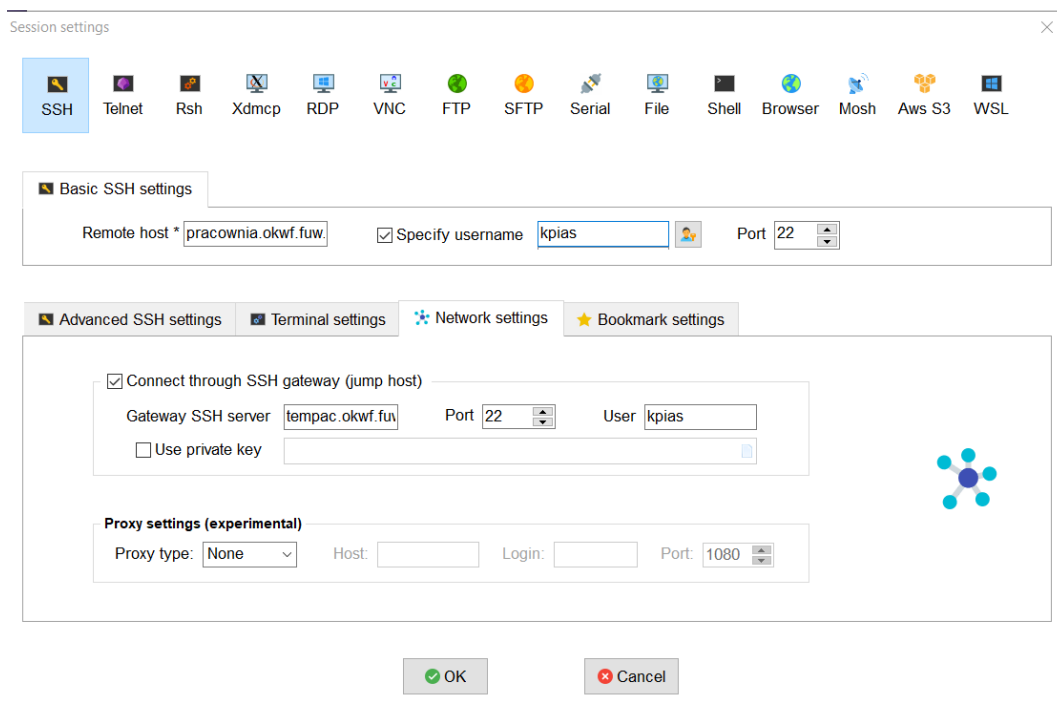 Session settings
SSH Telnet Rsh Xdmcp RDP VNC FTP SFTP Serial File Shell Browser Mosh Aws S3 WSL
Basic SSH settings
Remote host * pracownia.okwf.fuw. Specify username kpias Port 22
Advanced SSH settings Terminal settings Network settings Bookmark settings
Connect through SSH gateway (jump host)
Gateway SSH server tempac.okwf.fuw Port 22 User kpias
Use private key
Proxy settings (experimental)
Proxy type: None Host: Login: Port: 1080
OK Cancel